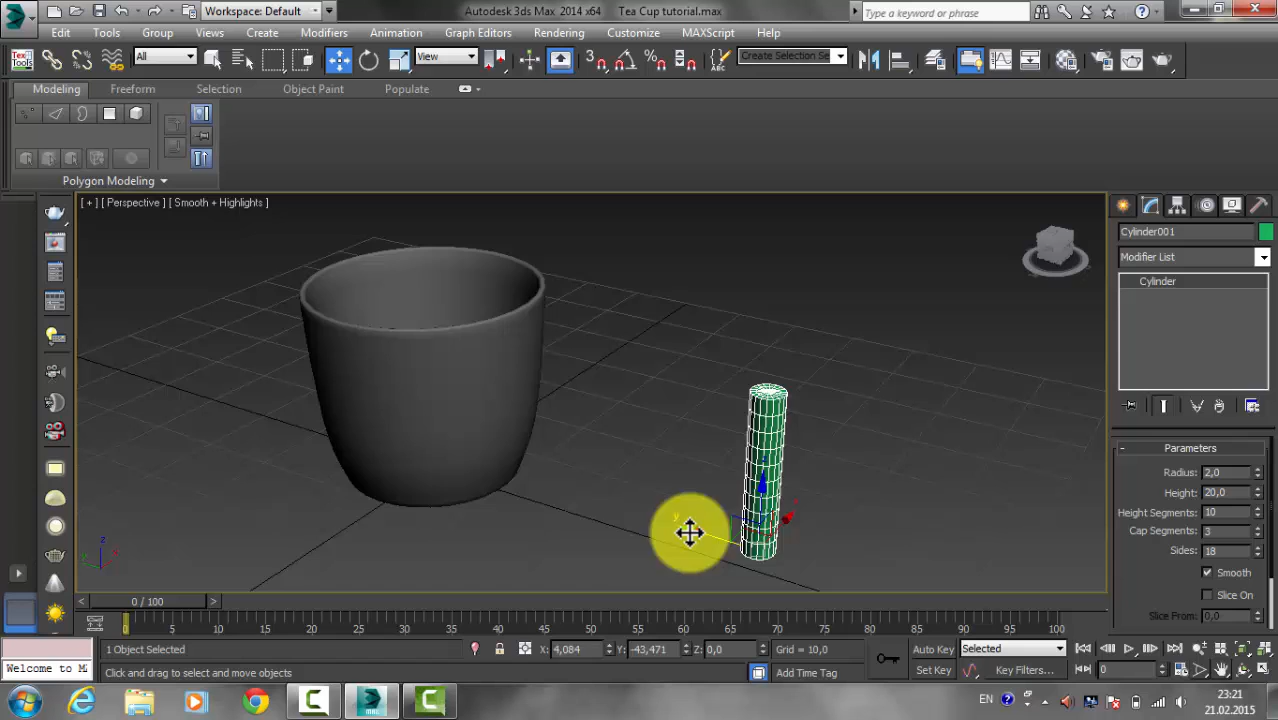 Workspace: Default
Autodesk 3ds Max 2014 x64 Tea Cup tutorial.max
Type a keyword or phrase
Edit Tools Group Views Create Modifiers Animation Graph Editors Rendering Customize MAXScript Help
All View 3 Create Selection Se
Modeling Freeform Selection Object Paint Populate
Polygon Modeling
[ + ] [ Perspective ] [ Smooth + Highlights ]
Cylinder001
Modifier List
Cylinder
Parameters
Radius: 2,0
Height: 20,0
Height Segments: 10
Cap Segments: 3
Sides: 18
Smooth
Slice On
Slice From: 0,0
y
z
x
0 / 100
0 5 10 15 20 25 30 35 40 45 50 55 60 65 70 75 80 85 90 95 100
1 Object Selected X: 4,084 Y: -43,471 Z: 0,0 Grid = 10,0 Auto Key Selected
Welcome to M Click and drag to select and move objects Add Time Tag Set Key Key Filters... 0
EN 23:21
21.02.2015